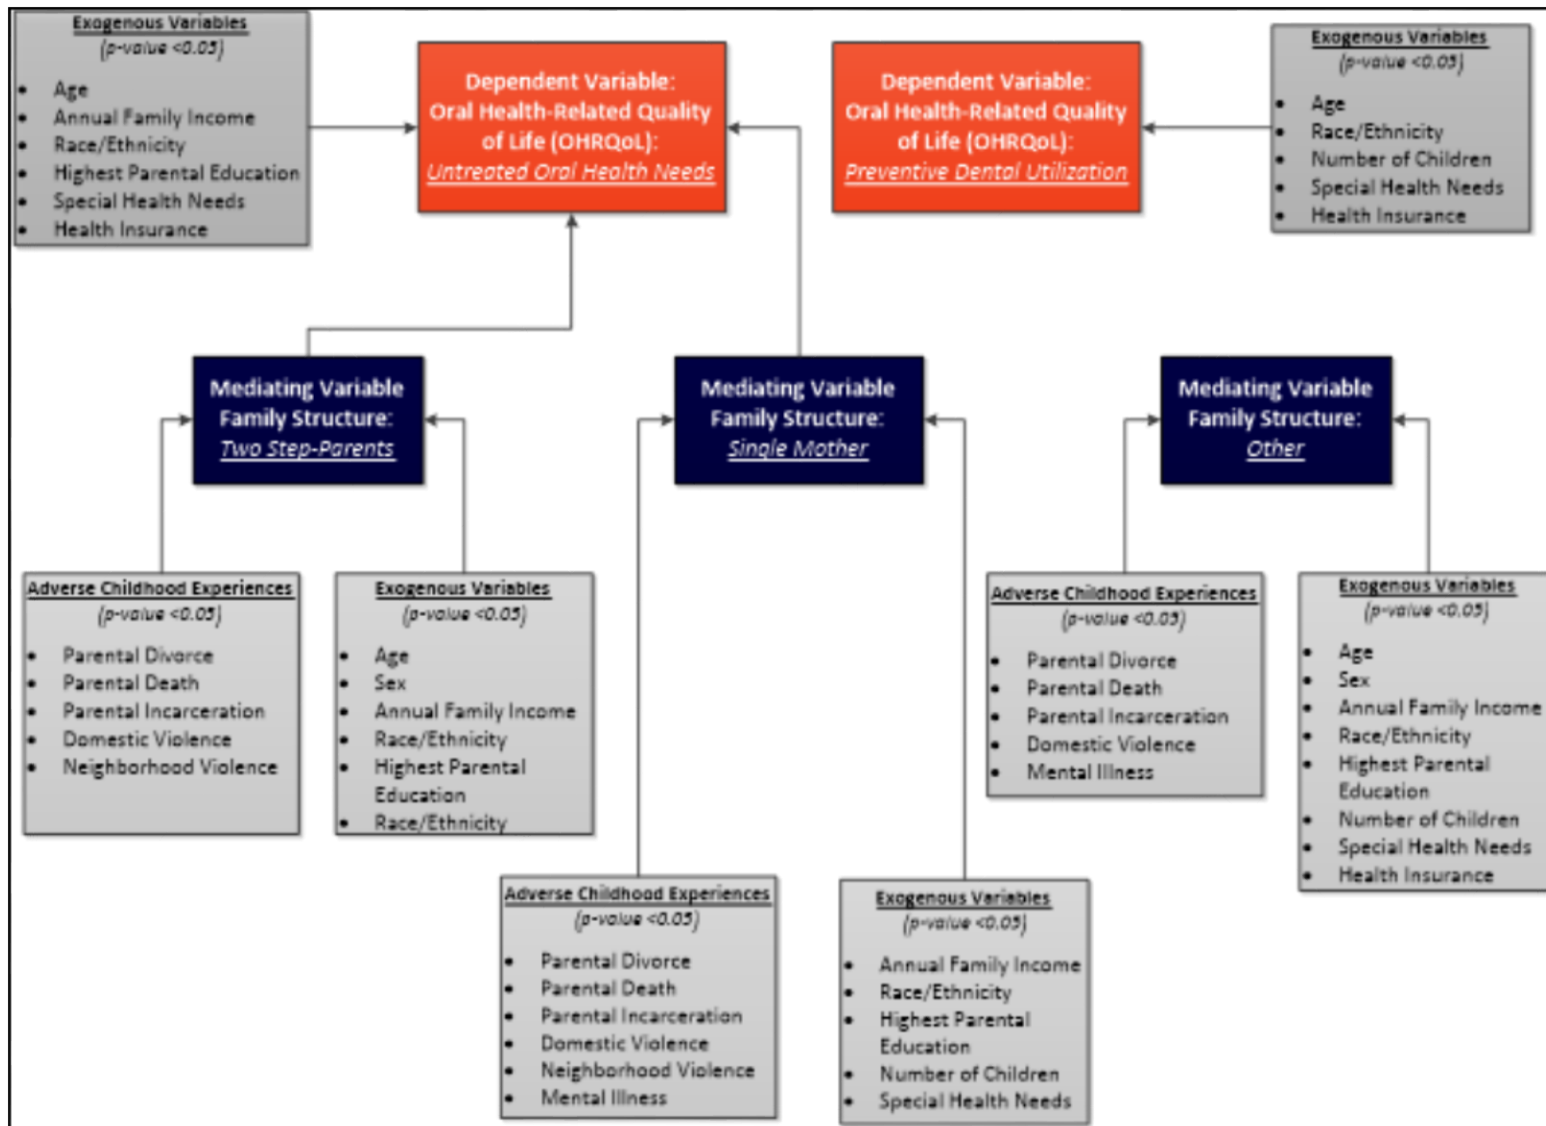 Exogenous Variables
(p-value <0.05)
• Age
• Annual Family Income
• Race/Ethnicity
• Highest Parental Education
• Special Health Needs
• Health Insurance
Dependent Variable:
Oral Health-Related Quality
of Life (OHRQoL):
Untreated Oral Health Needs
Dependent Variable:
Oral Health-Related Quality
of Life (OHRQoL):
Preventive Dental Utilization
Exogenous Variables
(p-value <0.05)
• Age
• Race/Ethnicity
• Number of Children
• Special Health Needs
• Health Insurance
Mediating Variable
Family Structure:
Two Step-Parents
Mediating Variable
Family Structure:
Single Mother
Mediating Variable
Family Structure:
Other
Adverse Childhood Experiences
(p-value <0.05)
• Parental Divorce
• Parental Death
• Parental Incarceration
• Domestic Violence
• Neighborhood Violence
Exogenous Variables
(p-value <0.05)
• Age
• Sex
• Annual Family Income
• Race/Ethnicity
• Highest Parental
Education
• Race/Ethnicity
Adverse Childhood Experiences
(p-value <0.05)
• Parental Divorce
• Parental Death
• Parental Incarceration
• Domestic Violence
• Neighborhood Violence
• Mental Illness
Exogenous Variables
(p-value <0.05)
• Annual Family Income
• Race/Ethnicity
• Highest Parental
Education
• Number of Children
• Special Health Needs
Adverse Childhood Experiences
(p-value <0.05)
• Parental Divorce
• Parental Death
• Parental Incarceration
• Domestic Violence
• Mental Illness
Exogenous Variables
(p-value <0.05)
• Age
• Sex
• Annual Family Income
• Race/Ethnicity
• Highest Parental
Education
• Number of Children
• Special Health Needs
• Health Insurance